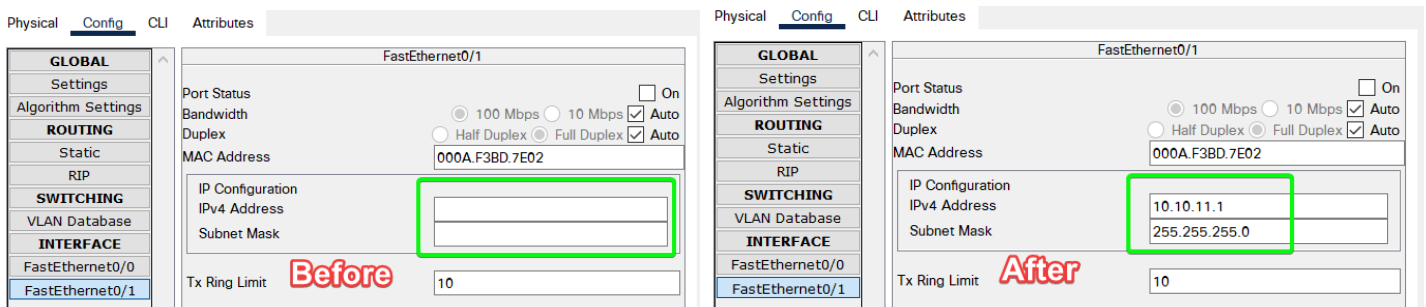 Physical Config CLI Attributes
GLOBAL
Settings
Algorithm Settings
ROUTING
Static
RIP
SWITCHING
VLAN Database
INTERFACE
FastEthernet0/0
FastEthernet0/1
FastEthernet0/1
Port Status On
Bandwidth 100 Mbps 10 Mbps Auto
Duplex Half Duplex Full Duplex Auto
MAC Address 000A.F3BD.7E02
IP Configuration
IPv4 Address
Subnet Mask
Before
Tx Ring Limit 10
Physical Config CLI Attributes
GLOBAL
Settings
Algorithm Settings
ROUTING
Static
RIP
SWITCHING
VLAN Database
INTERFACE
FastEthernet0/0
FastEthernet0/1
FastEthernet0/1
Port Status On
Bandwidth 100 Mbps 10 Mbps Auto
Duplex Half Duplex Full Duplex Auto
MAC Address 000A.F3BD.7E02
IP Configuration
IPv4 Address 10.10.11.1
Subnet Mask 255.255.255.0
After
Tx Ring Limit 10